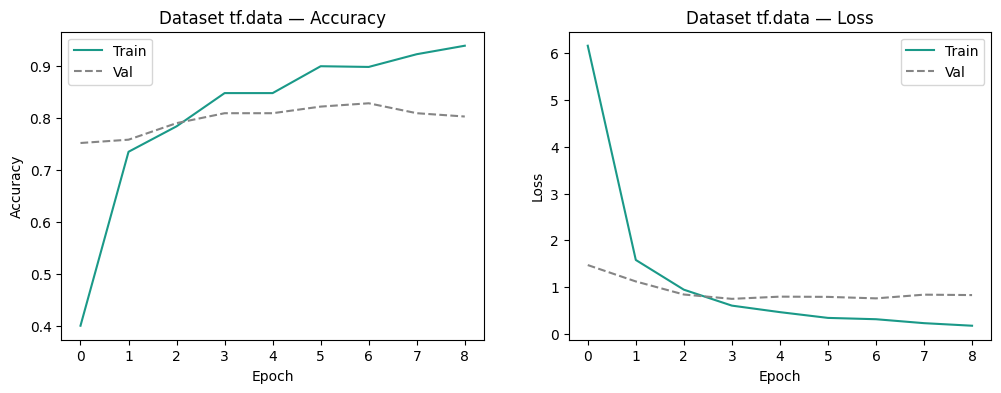 Dataset tf.data — Accuracy
Train
Val
0.9
0.8
0.7
0.6
0.5
0.4
Accuracy
0 1 2 3 4 5 6 7 8
Epoch
Dataset tf.data — Loss
Train
Val
6
5
4
3
2
1
0
Loss
0 1 2 3 4 5 6 7 8
Epoch